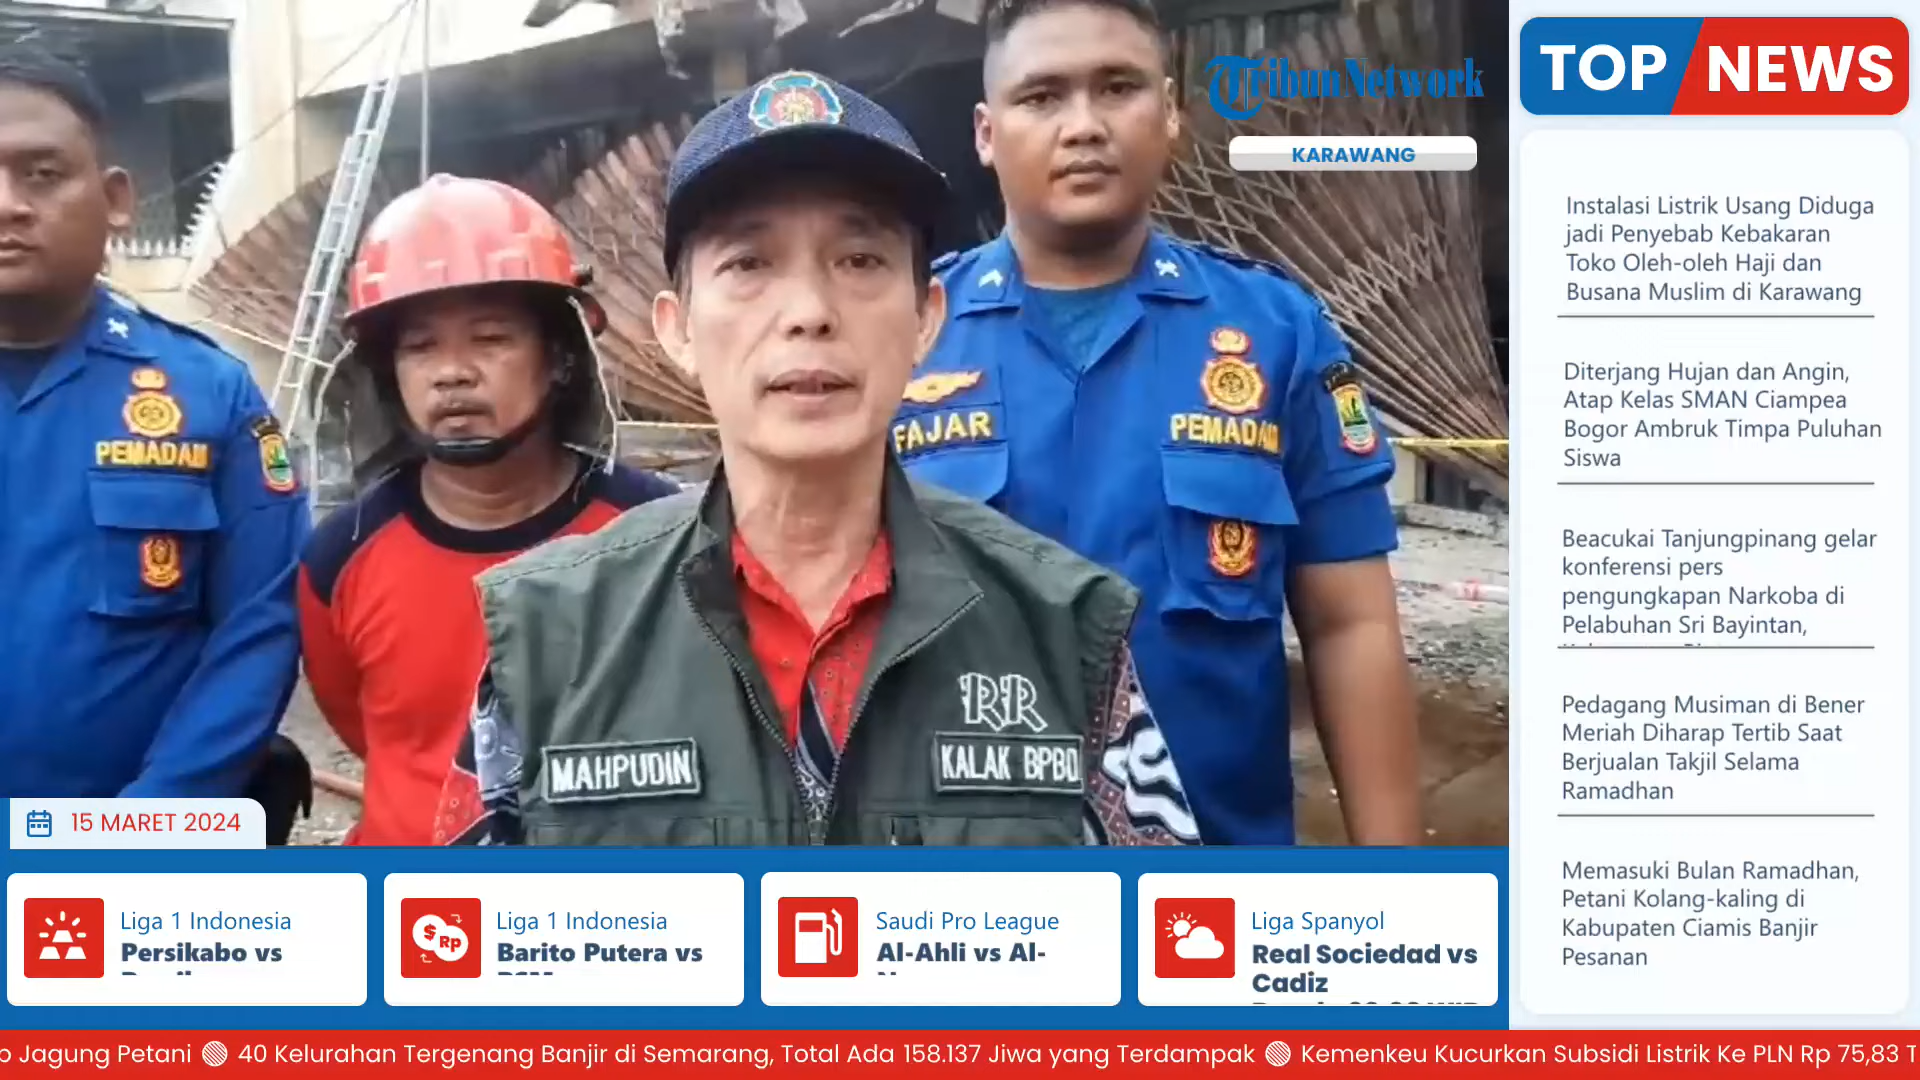 TribunNetwork
KARAWANG
FAJAR
PEMADAM
PEMADAM
RR
MAHPUDIN
KALAK BPBD
15 MARET 2024
TOP NEWS
Instalasi Listrik Usang Diduga
jadi Penyebab Kebakaran
Toko Oleh-oleh Haji dan
Busana Muslim di Karawang
Diterjang Hujan dan Angin,
Atap Kelas SMAN Ciampea
Bogor Ambruk Timpa Puluhan
Siswa
Beacukai Tanjungpinang gelar
konferensi pers
pengungkapan Narkoba di
Pelabuhan Sri Bayintan,
Pedagang Musiman di Bener
Meriah Diharap Tertib Saat
Berjualan Takjil Selama
Ramadhan
Memasuki Bulan Ramadhan,
Petani Kolang-kaling di
Kabupaten Ciamis Banjir
Pesanan
Liga 1 Indonesia
Persikabo vs
$ Rp
Liga 1 Indonesia
Barito Putera vs
Saudi Pro League
Al-Ahli vs Al-
Liga Spanyol
Real Sociedad vs
Cadiz
Jagung Petani 40 Kelurahan Tergenang Banjir di Semarang, Total Ada 158.137 Jiwa yang Terdampak Kemenkeu Kucurkan Subsidi Listrik Ke PLN Rp 75,83 T